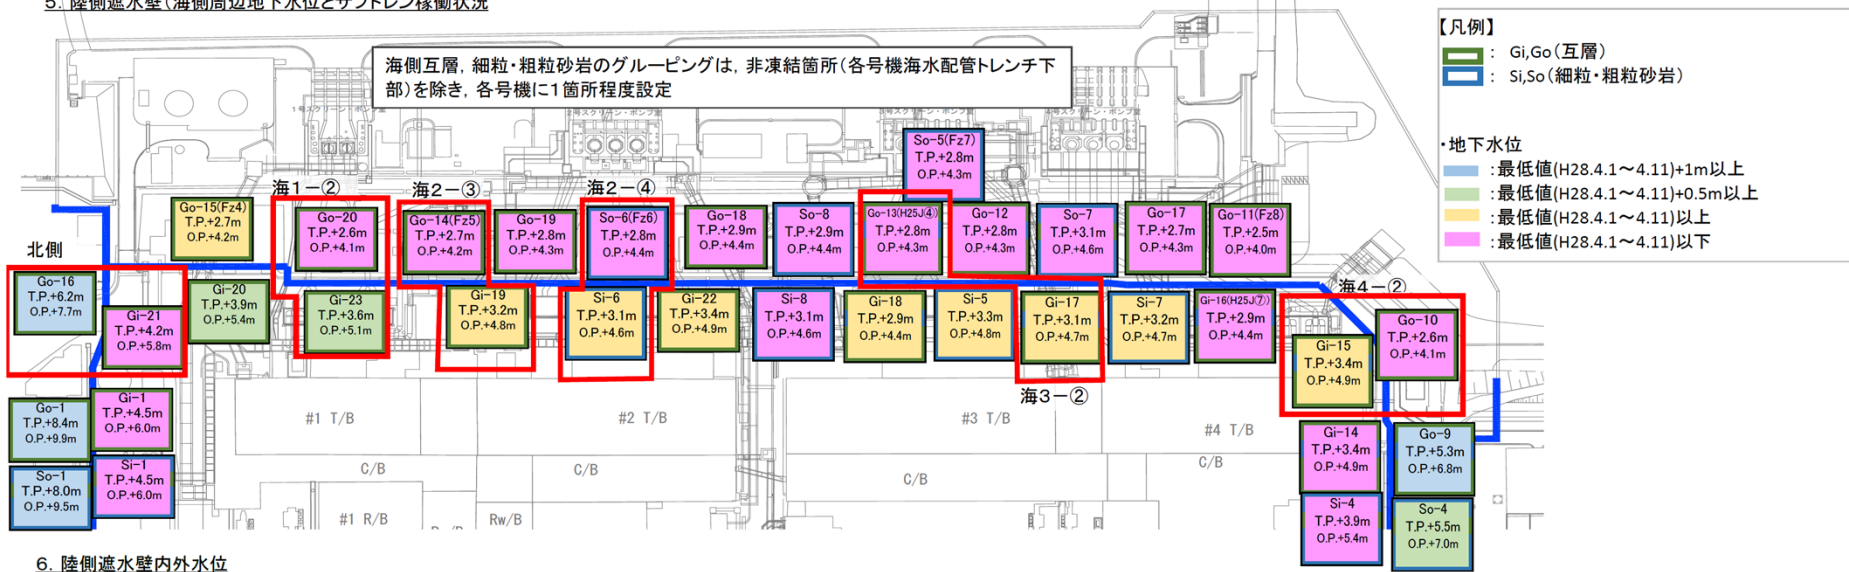 5. 陸側遮水壁(海側周辺地下水位とサブドレン稼働状況
海側互層, 細粒・粗粒砂岩のグルーピングは, 非凍結箇所(各号機海水配管トレンチ下
部)を除き, 各号機に1箇所程度設定
【凡例】
: Gi,Go(互層)
: Si,So(細粒・粗粒砂岩)
・地下水位
:最低値(H28.4.1～4.11)+1m以上
:最低値(H28.4.1～4.11)+0.5m以上
:最低値(H28.4.1～4.11)以上
:最低値(H28.4.1～4.11)以下
So-5(Fz7)
T.P.+2.8m
O.P.+4.3m
海1-②
海2-③
海2-④
Go-15(Fz4)
T.P.+2.7m
O.P.+4.2m
Go-20
T.P.+2.6m
O.P.+4.1m
Go-14(Fz5)
T.P.+2.7m
O.P.+4.2m
Go-19
T.P.+2.8m
O.P.+4.3m
So-6(Fz6)
T.P.+2.8m
O.P.+4.4m
Go-18
T.P.+2.9m
O.P.+4.4m
So-8
T.P.+2.9m
O.P.+4.4m
Go-13(H25J④)
T.P.+2.8m
O.P.+4.3m
Go-12
T.P.+2.8m
O.P.+4.3m
So-7
T.P.+3.1m
O.P.+4.6m
Go-17
T.P.+2.7m
O.P.+4.3m
Go-11(Fz8)
T.P.+2.5m
O.P.+4.0m
北側
Go-16
T.P.+6.2m
O.P.+7.7m
Gi-21
T.P.+4.2m
O.P.+5.8m
Gi-20
T.P.+3.9m
O.P.+5.4m
Gi-23
T.P.+3.6m
O.P.+5.1m
Gi-19
T.P.+3.2m
O.P.+4.8m
Si-6
T.P.+3.1m
O.P.+4.6m
Gi-22
T.P.+3.4m
O.P.+4.9m
Si-8
T.P.+3.1m
O.P.+4.6m
Gi-18
T.P.+2.9m
O.P.+4.4m
Si-5
T.P.+3.3m
O.P.+4.8m
Gi-17
T.P.+3.1m
O.P.+4.7m
Si-7
T.P.+3.2m
O.P.+4.7m
Gi-16(H25J⑦)
T.P.+2.9m
O.P.+4.4m
海4-②
Gi-15
T.P.+3.4m
O.P.+4.9m
Go-10
T.P.+2.6m
O.P.+4.1m
海3-②
Go-1
T.P.+8.4m
O.P.+9.9m
Gi-1
T.P.+4.5m
O.P.+6.0m
So-1
T.P.+8.0m
O.P.+9.5m
Si-1
T.P.+4.5m
O.P.+6.0m
#1 T/B
#2 T/B
#3 T/B
#4 T/B
C/B
C/B
C/B
C/B
#1 R/B
Rw/B
Gi-14
T.P.+3.4m
O.P.+4.9m
Go-9
T.P.+5.3m
O.P.+6.8m
Si-4
T.P.+3.9m
O.P.+5.4m
So-4
T.P.+5.5m
O.P.+7.0m
6. 陸側遮水壁内外水位